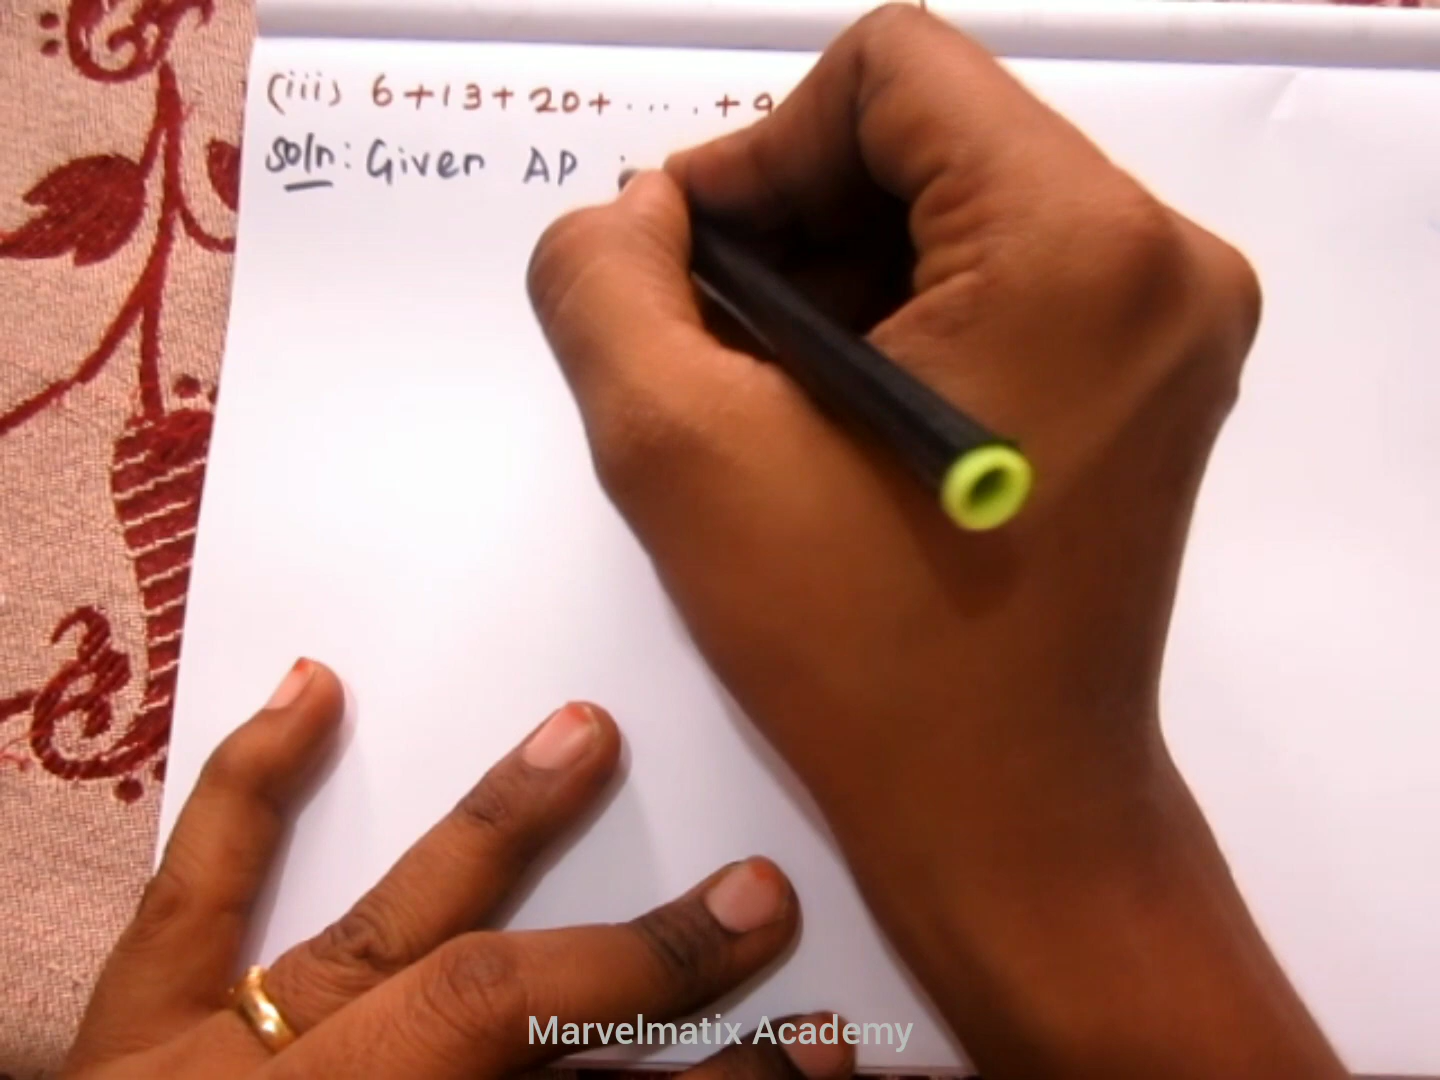 (iii) 6+13+20+.....+9
Soln: Given AP
Marvelmatix Academy